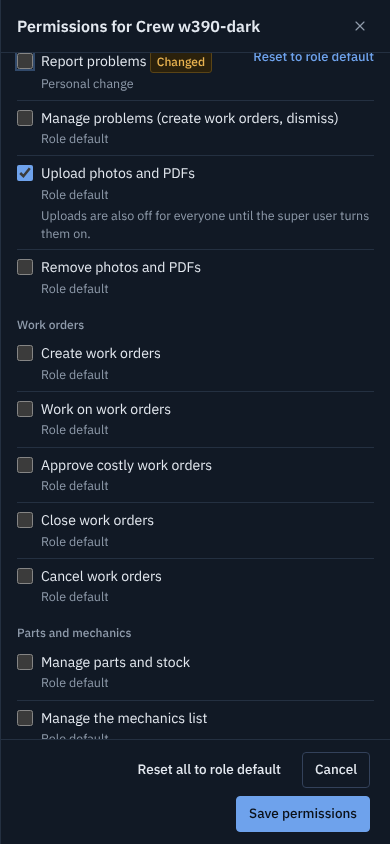 Permissions for Crew w390-dark
Report problems Changed Reset to role default
Personal change
Manage problems (create work orders, dismiss)
Role default
Upload photos and PDFs
Role default
Uploads are also off for everyone until the super user turns
them on.
Remove photos and PDFs
Role default
Work orders
Create work orders
Role default
Work on work orders
Role default
Approve costly work orders
Role default
Close work orders
Role default
Cancel work orders
Role default
Parts and mechanics
Manage parts and stock
Role default
Manage the mechanics list
Role default
Reset all to role default Cancel
Save permissions